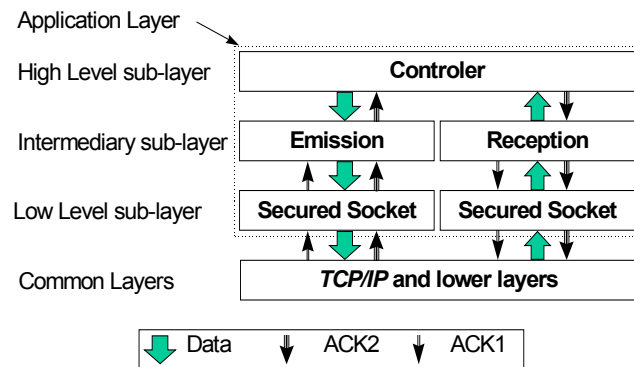 Application Layer
High Level sub-layer
Controler
Intermediary sub-layer
Emission
Reception
Low Level sub-layer
Secured Socket
Secured Socket
Common Layers
TCP/IP and lower layers
Data
ACK2
ACK1